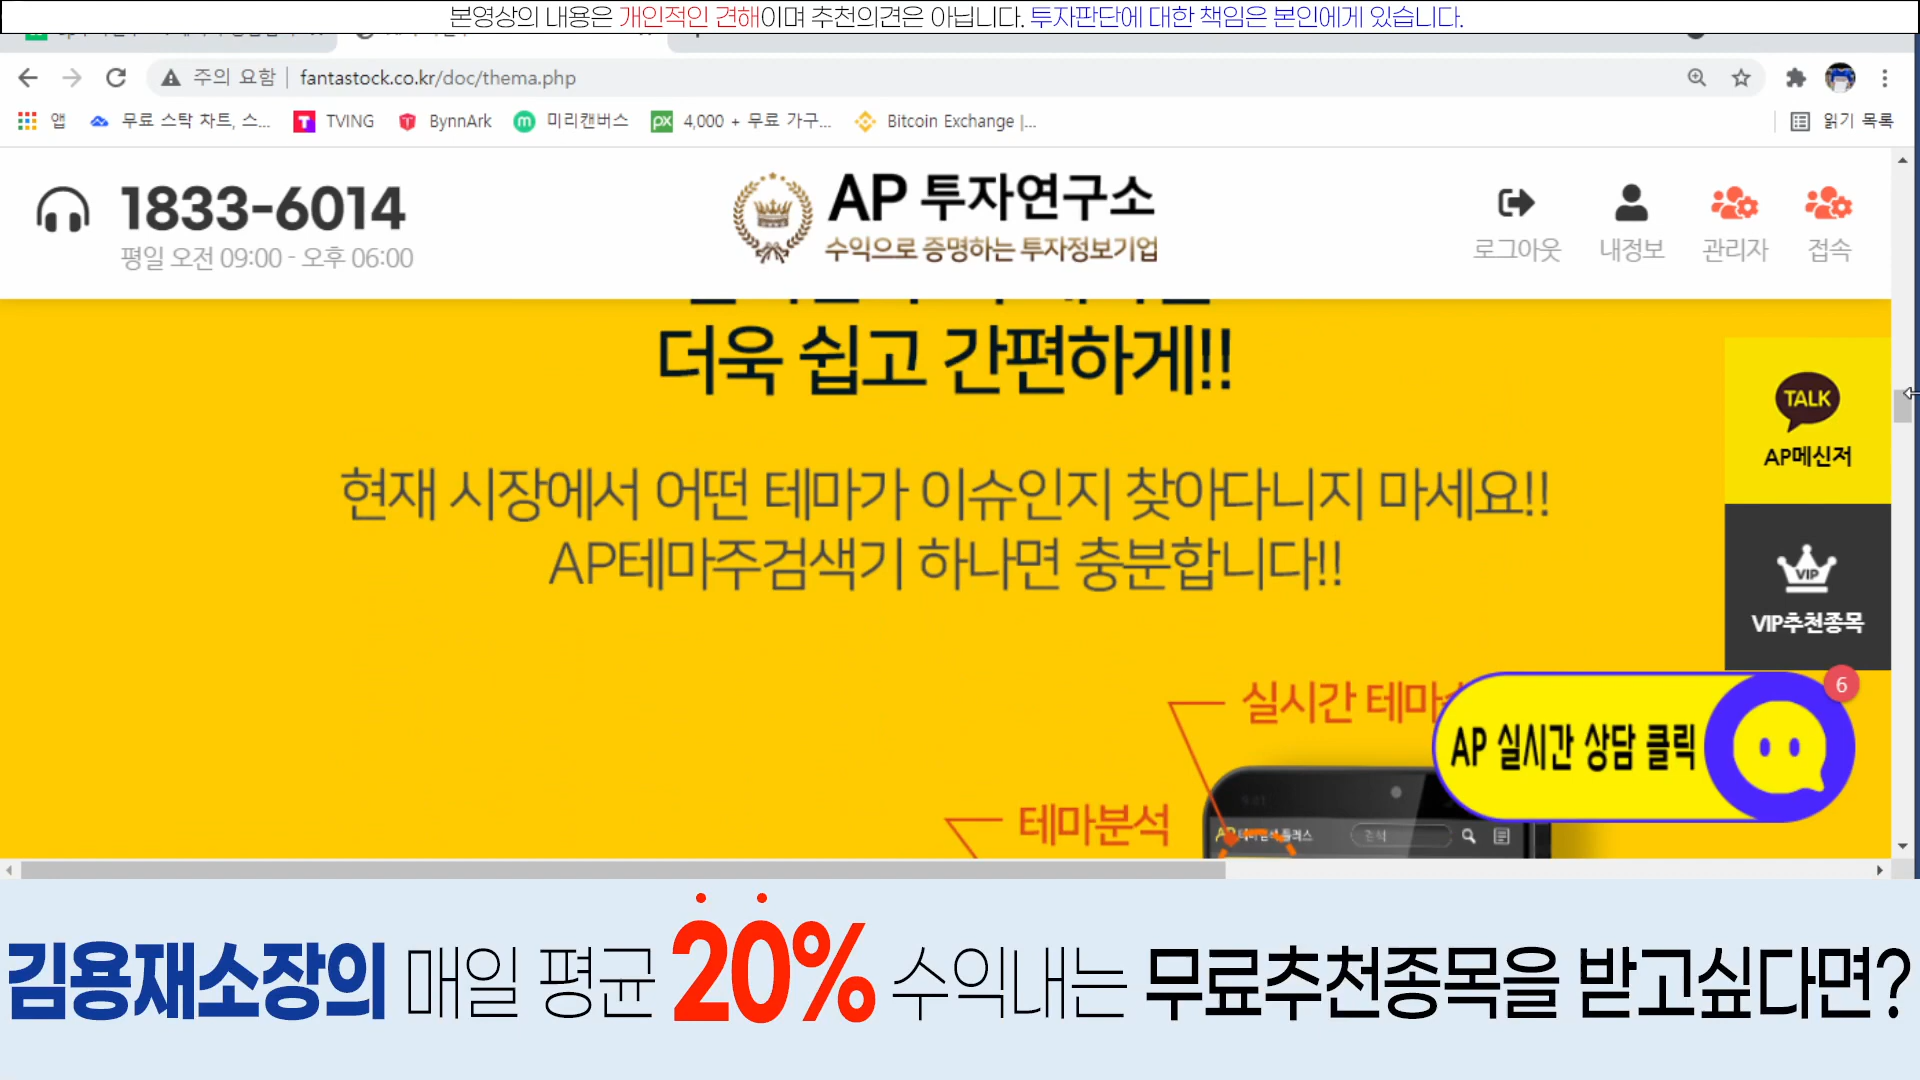 본영상의 내용은 개인적인 견해이며 추천의견은 아닙니다. 투자판단에 대한 책임은 본인에게 있습니다.
주의 요함 | fantastock.co.kr/doc/thema.php
앱 무료 스탁 차트, 스... TVING BynnArk 미리캔버스 4,000 + 무료 가구... Bitcoin Exchange |... 읽기 목록
1833-6014
평일 오전 09:00 - 오후 06:00
AP 투자연구소
수익으로 증명하는 투자정보기업
로그아웃 내정보 관리자 접속
더욱 쉽고 간편하게!!
현재 시장에서 어떤 테마가 이슈인지 찾아다니지 마세요!!
AP테마주검색기 하나면 충분합니다!!
TALK
AP메신저
VIP
VIP추천종목
실시간 테마
6
AP 실시간 상담 클릭
테마분석
검색
김용재소장의 매일 평균 20% 수익내는 무료추천종목을 받고싶다면?